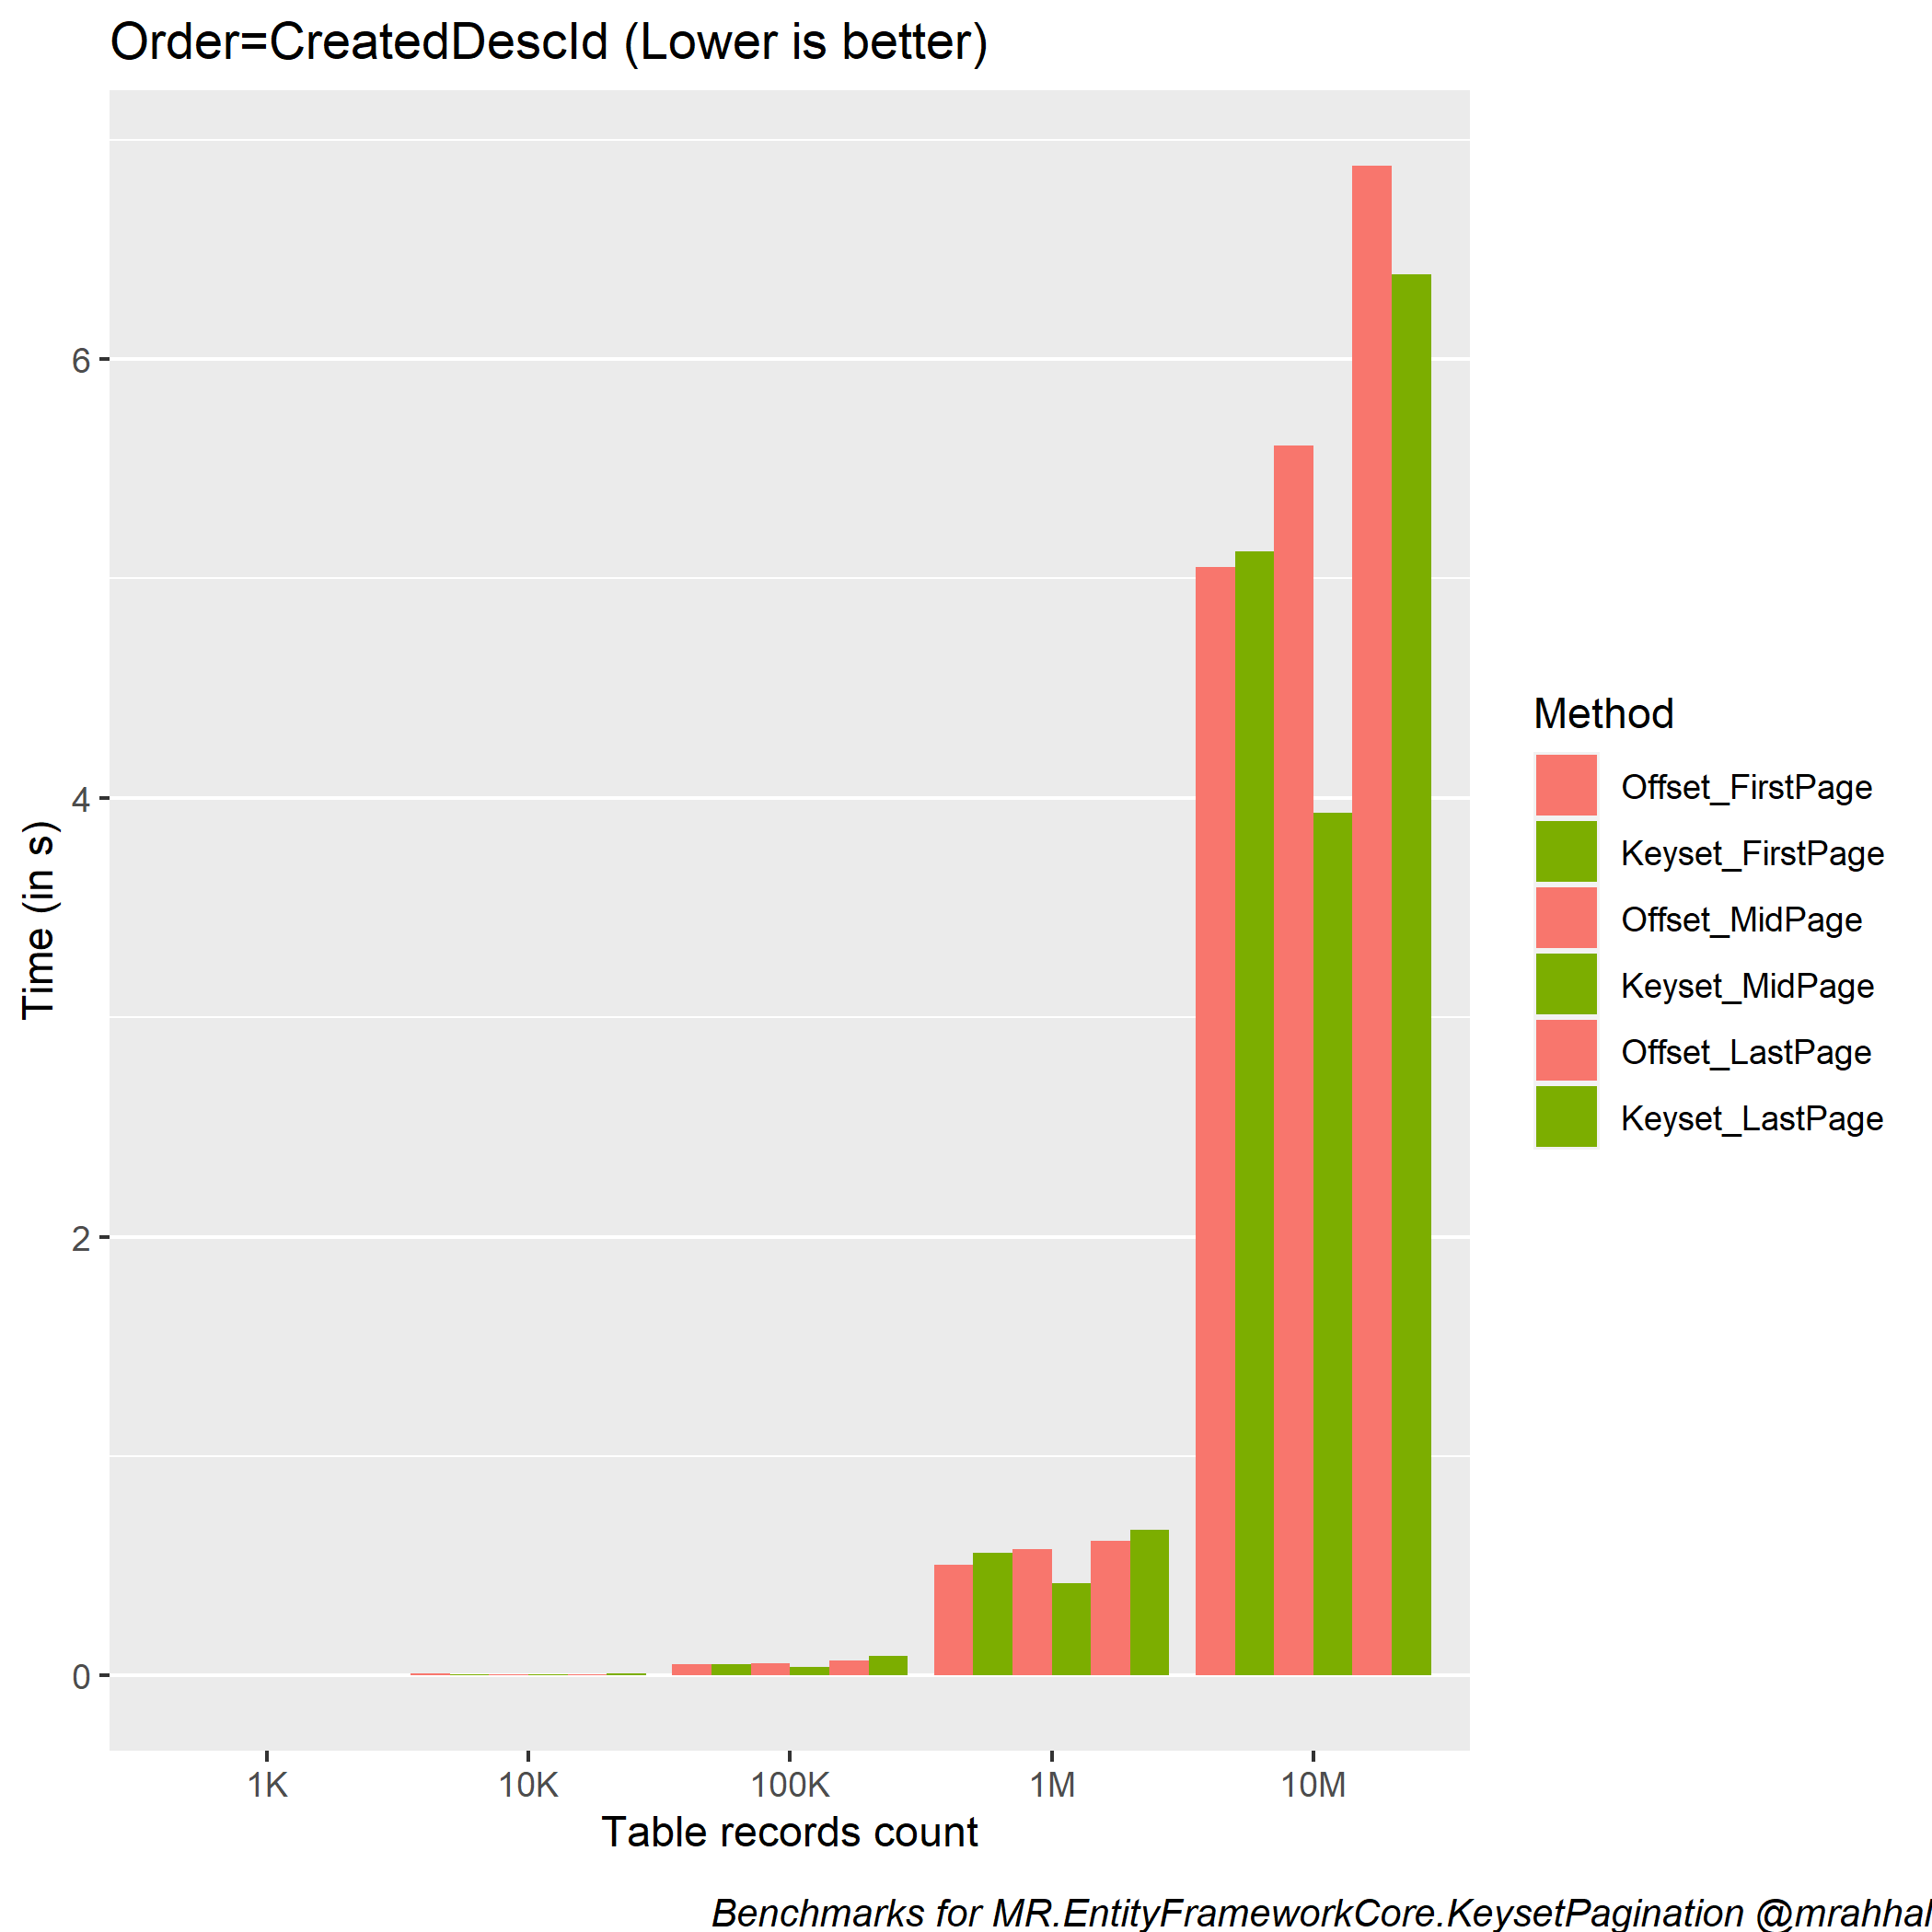 Order=CreatedDescId (Lower is better)
6
4
2
0
Time (in s)
1K
10K
100K
1M
10M
Table records count
Method
Offset_FirstPage
Keyset_FirstPage
Offset_MidPage
Keyset_MidPage
Offset_LastPage
Keyset_LastPage
Benchmarks for MR.EntityFrameworkCore.KeysetPagination @mrahhal